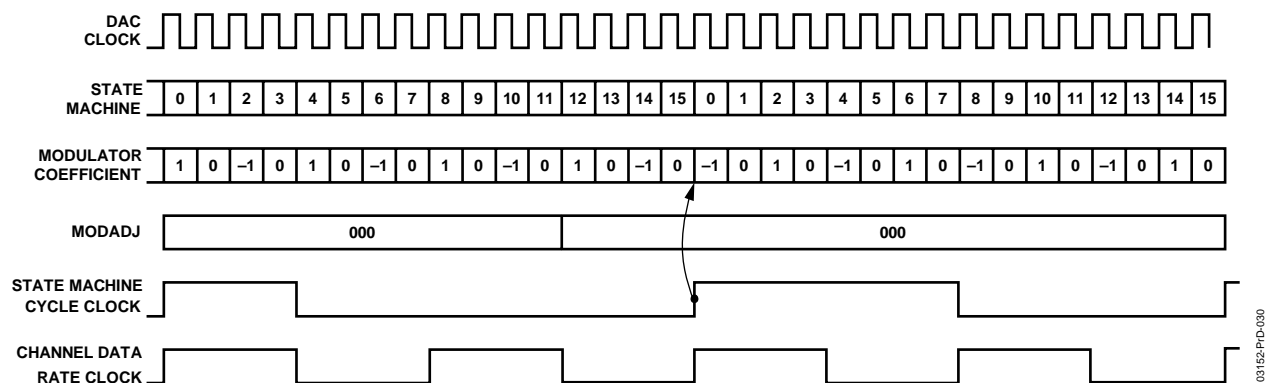 DAC
CLOCK
STATE
MACHINE
0 1 2 3 4 5 6 7 8 9 10 11 12 13 14 15 0 1 2 3 4 5 6 7 8 9 10 11 12 13 14 15
MODULATOR
COEFFICIENT
1 0 –1 0 1 0 –1 0 1 0 –1 0 1 0 –1 0 –1 0 1 0 –1 0 1 0 –1 0 1 0 –1 0 1 0
MODADJ
000 000
STATE MACHINE
CYCLE CLOCK
CHANNEL DATA
RATE CLOCK
03152-PrD-030